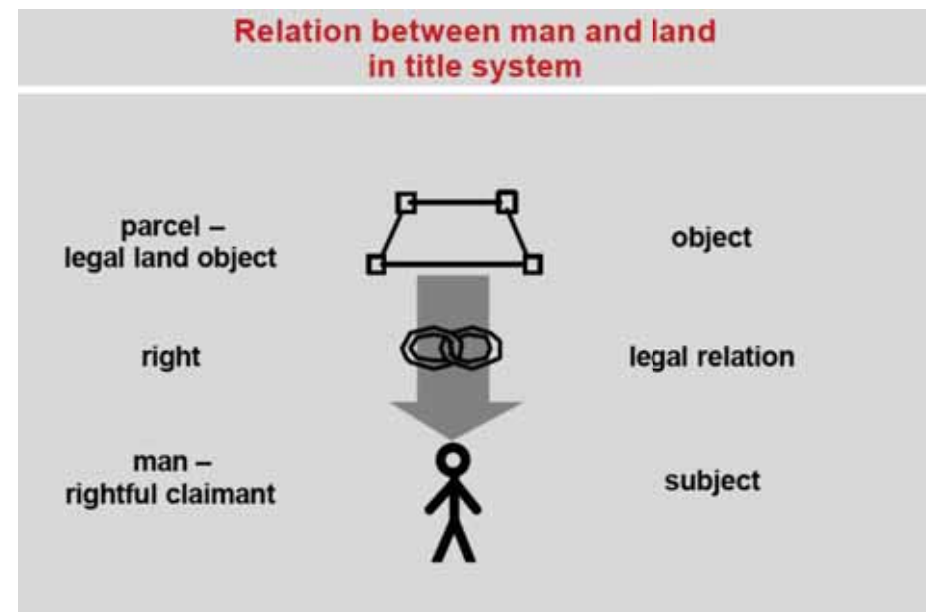 Relation between man and land
in title system
parcel –
legal land object
object
right
legal relation
man –
rightful claimant
subject